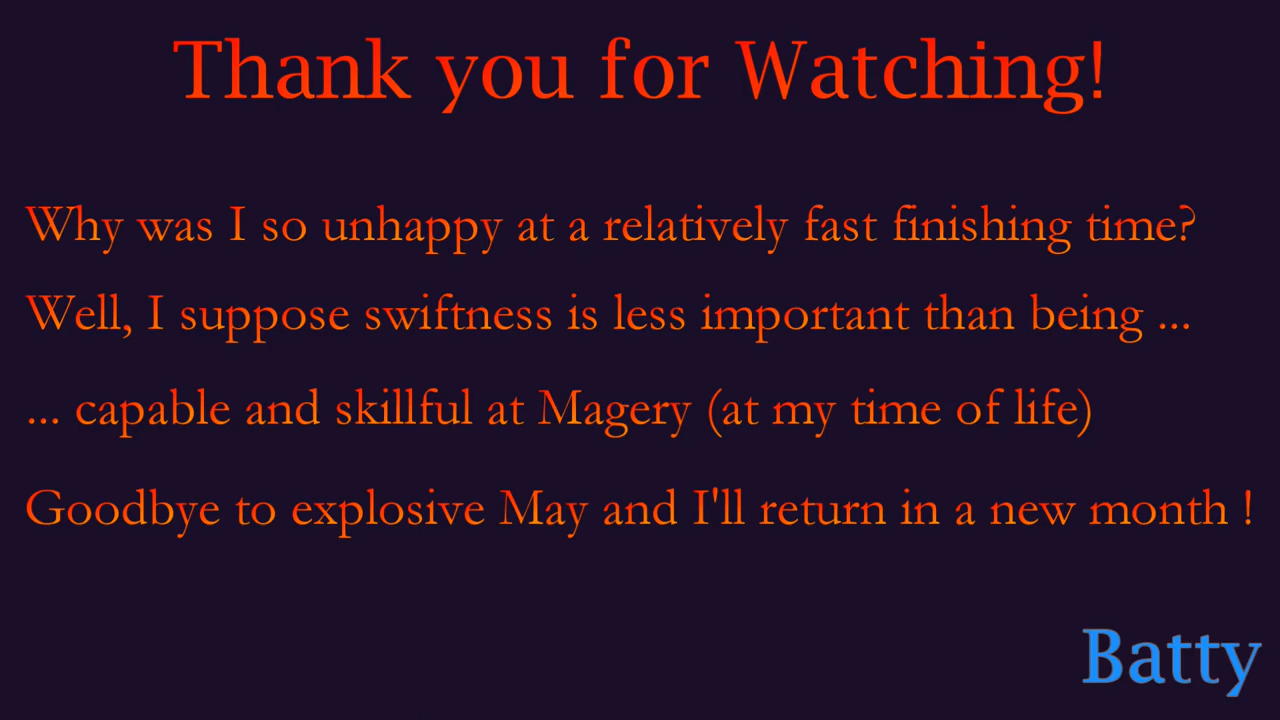 Thank you for Watching!
Why was I so unhappy at a relatively fast finishing time?
Well, I suppose swiftness is less important than being ...
... capable and skillful at Magery (at my time of life)
Goodbye to explosive May and I'll return in a new month !
Batty